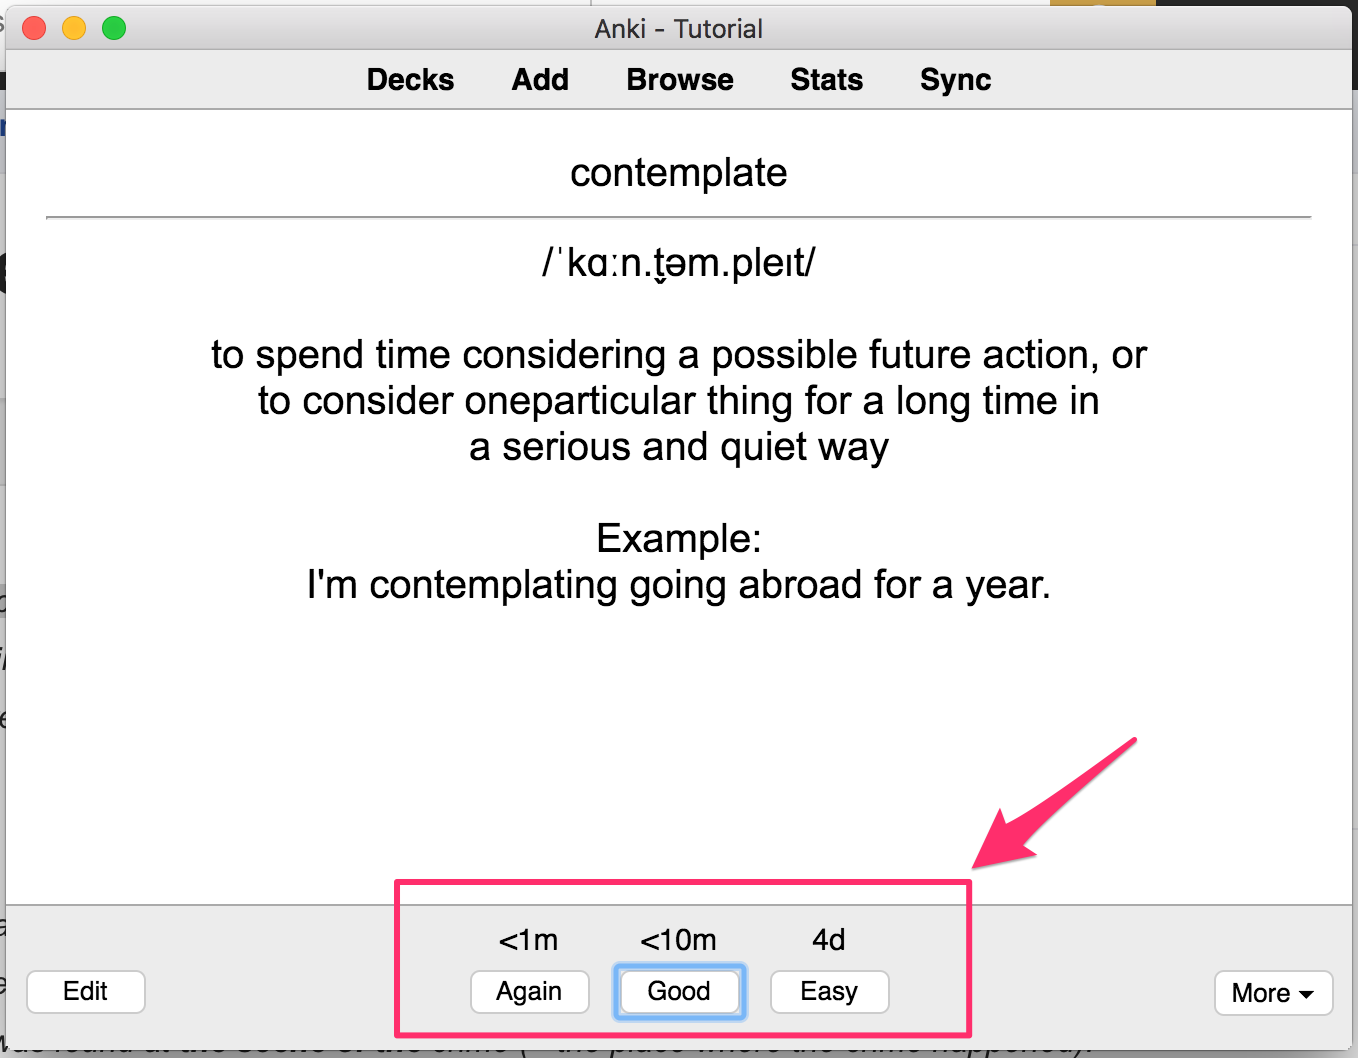 Anki - Tutorial
Decks Add Browse Stats Sync
contemplate
/ˈkɑːn.t̬əm.pleɪt/
to spend time considering a possible future action, or
to consider oneparticular thing for a long time in
a serious and quiet way
Example:
I'm contemplating going abroad for a year.
<1m <10m 4d
Edit Again Good Easy More